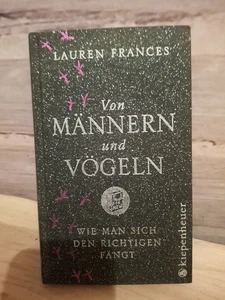 LAUREN FRANCES
Von
MÄNNERN
und
VÖGELN
WIE MAN SICH
DEN RICHTIGEN
FÄNGT
kiepenheuer